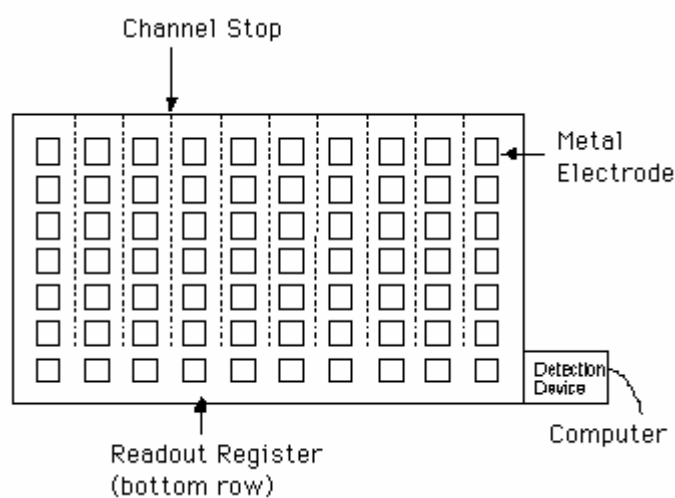 Channel Stop
Metal
Electrode
Detection
Device
Computer
Readout Register
(bottom row)